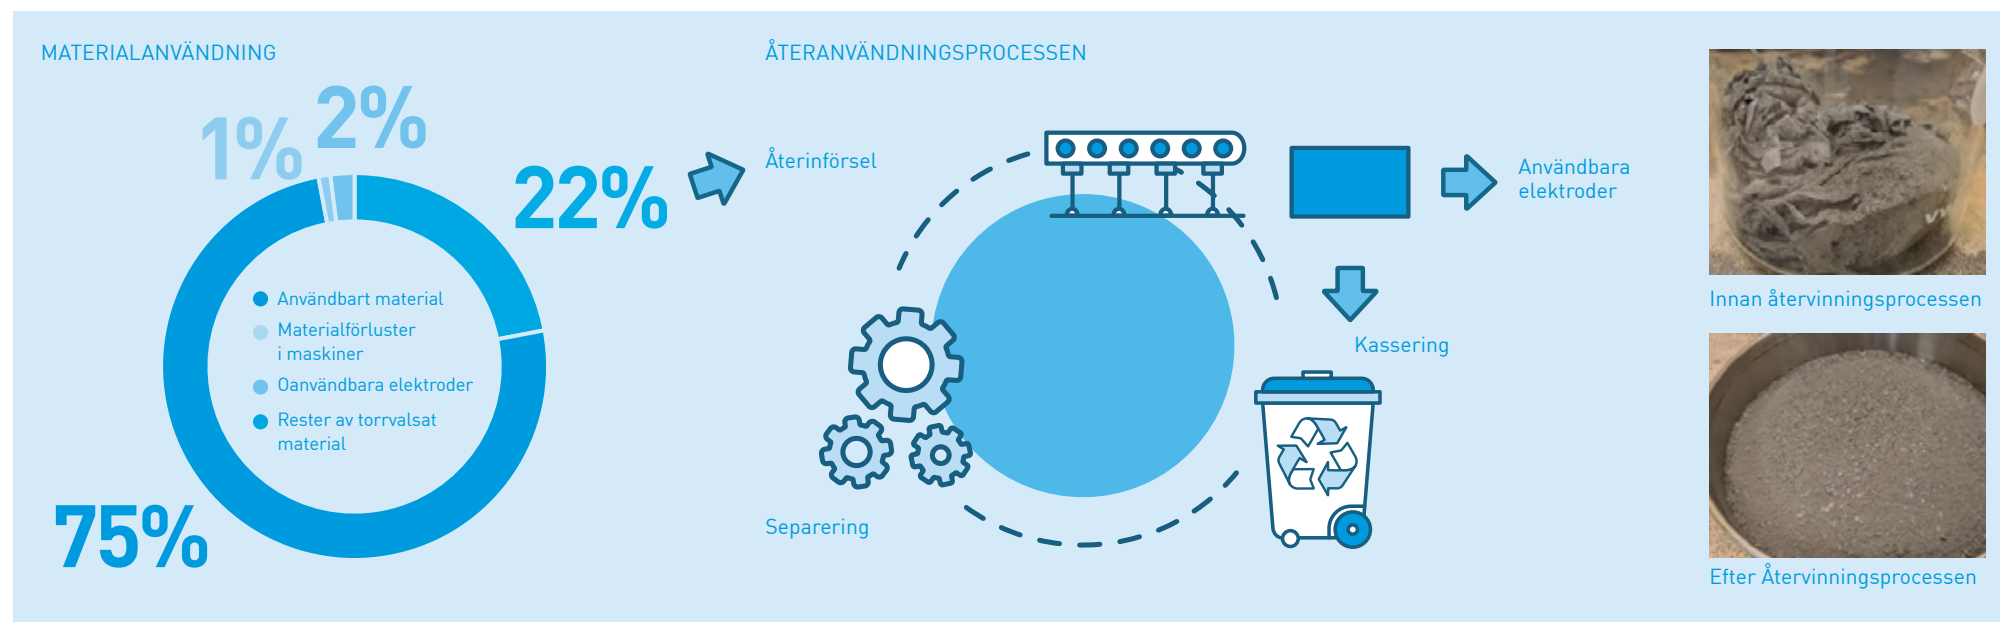 MATERIALANVÄNDNING
1%
2%
22%
75%
Användbart material
Materialförluster
i maskiner
Oanvändbara elektroder
Rester av torrvalsat
material
ÅTERANVÄNDNINGSPROCESSEN
Återinförsel
Användbara
elektroder
Kassering
Separering
Innan återvinningsprocessen
Efter Återvinningsprocessen